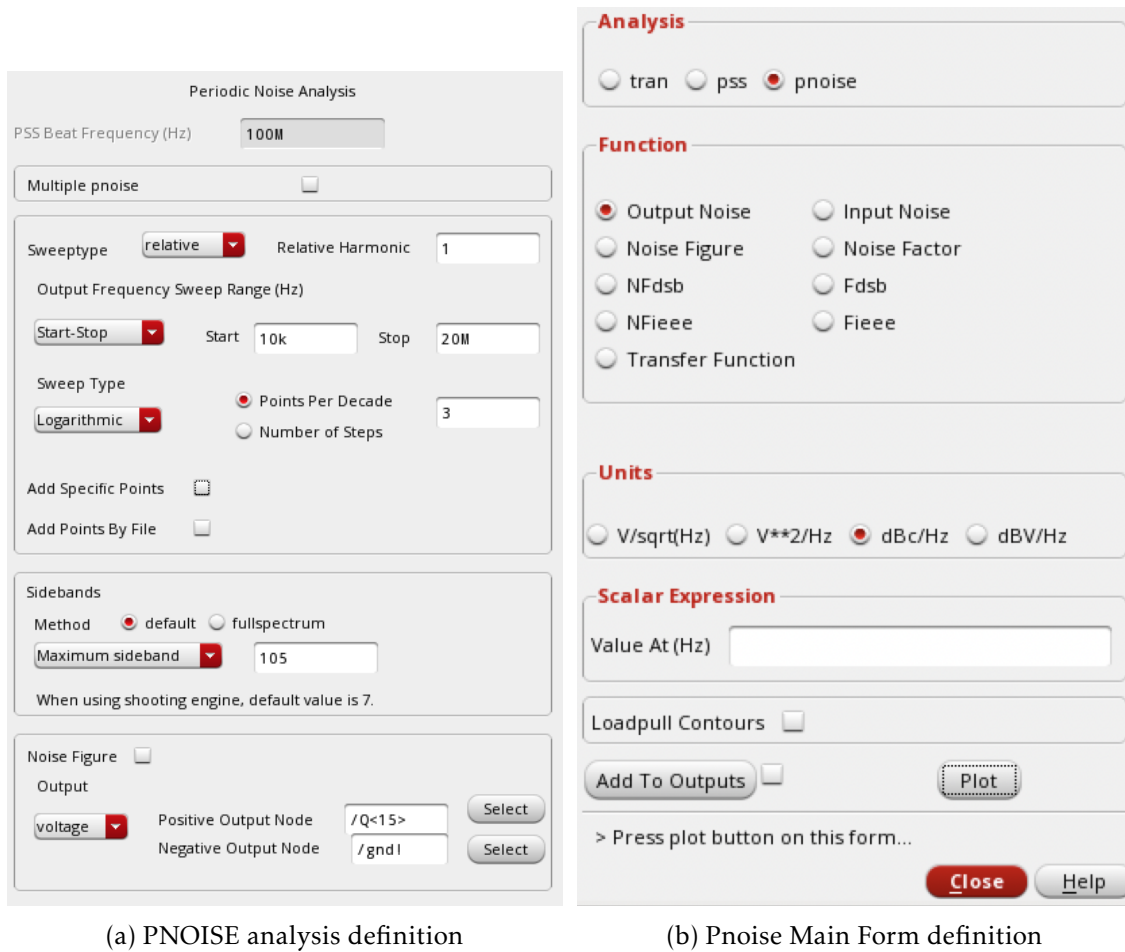 Periodic Noise Analysis
PSS Beat Frequency (Hz) 100M
Multiple pnoise
Sweeptype relative Relative Harmonic 1
Output Frequency Sweep Range (Hz)
Start-Stop Start 10k Stop 20M
Sweep Type
Logarithmic Points Per Decade 3
Number of Steps
Add Specific Points
Add Points By File
Sidebands
Method default fullspectrum
Maximum sideband 105
When using shooting engine, default value is 7.
Noise Figure
Output
voltage Positive Output Node /Q<15> Select
Negative Output Node /gnd! Select
(a) PNOISE analysis definition
Analysis
tran pss pnoise
Function
Output Noise Input Noise
Noise Figure Noise Factor
NFdsb Fdsb
NFieee Fieee
Transfer Function
Units
V/sqrt(Hz) V**2/Hz dBc/Hz dBV/Hz
Scalar Expression
Value At (Hz)
Loadpull Contours
Add To Outputs Plot
> Press plot button on this form...
Close Help
(b) Pnoise Main Form definition